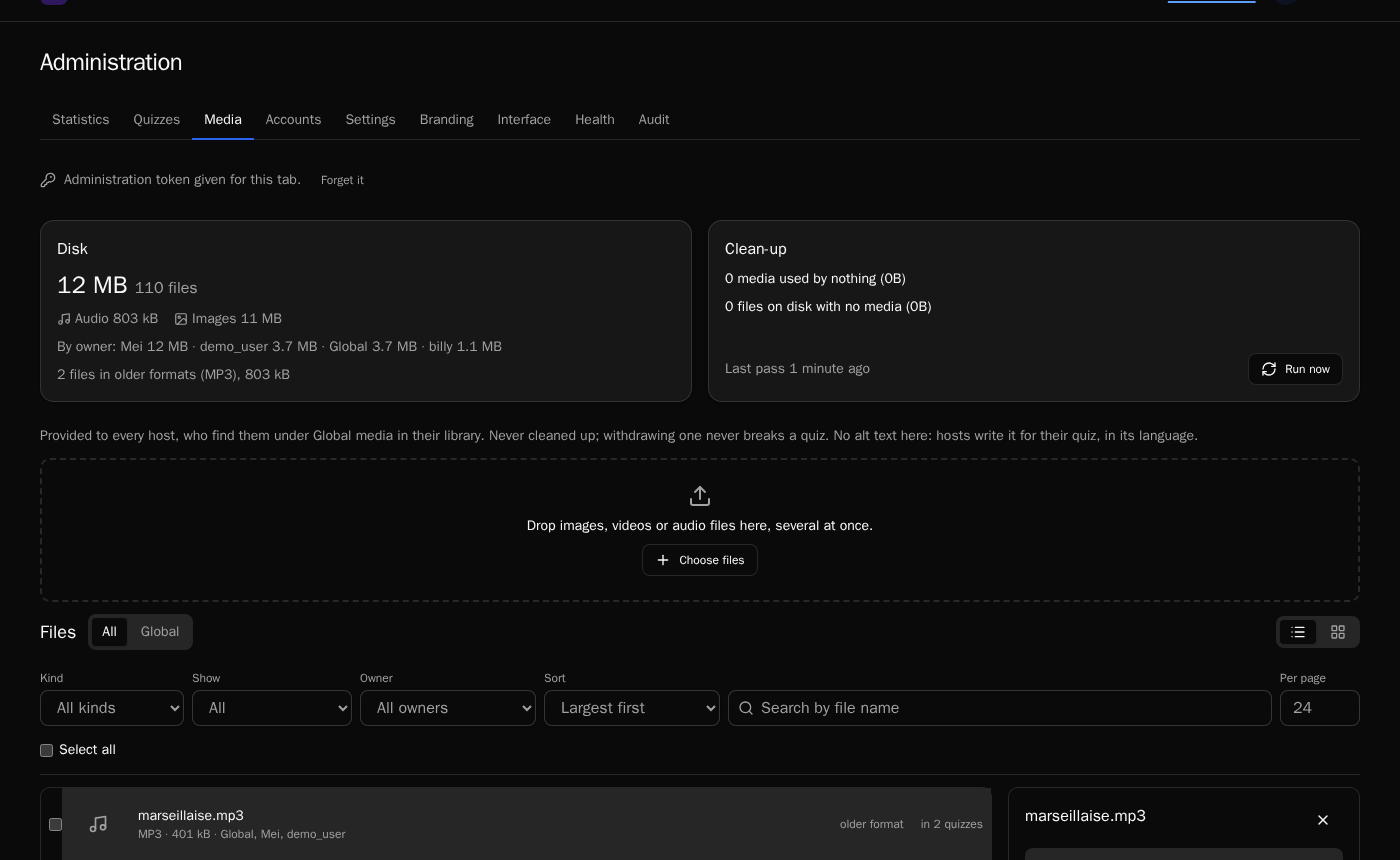 Administration
Statistics Quizzes Media Accounts Settings Branding Interface Health Audit
Administration token given for this tab. Forget it
Disk
12 MB 110 files
Audio 803 kB Images 11 MB
By owner: Mei 12 MB · demo_user 3.7 MB · Global 3.7 MB · billy 1.1 MB
2 files in older formats (MP3), 803 kB
Clean-up
0 media used by nothing (0B)
0 files on disk with no media (0B)
Last pass 1 minute ago Run now
Provided to every host, who find them under Global media in their library. Never cleaned up; withdrawing one never breaks a quiz. No alt text here: hosts write it for their quiz, in its language.
Drop images, videos or audio files here, several at once.
Choose files
Files All Global
Kind Show Owner Sort Per page
All kinds All All owners Largest first Search by file name 24
Select all
marseillaise.mp3
MP3 · 401 kB · Global, Mei, demo_user
older format in 2 quizzes
marseillaise.mp3